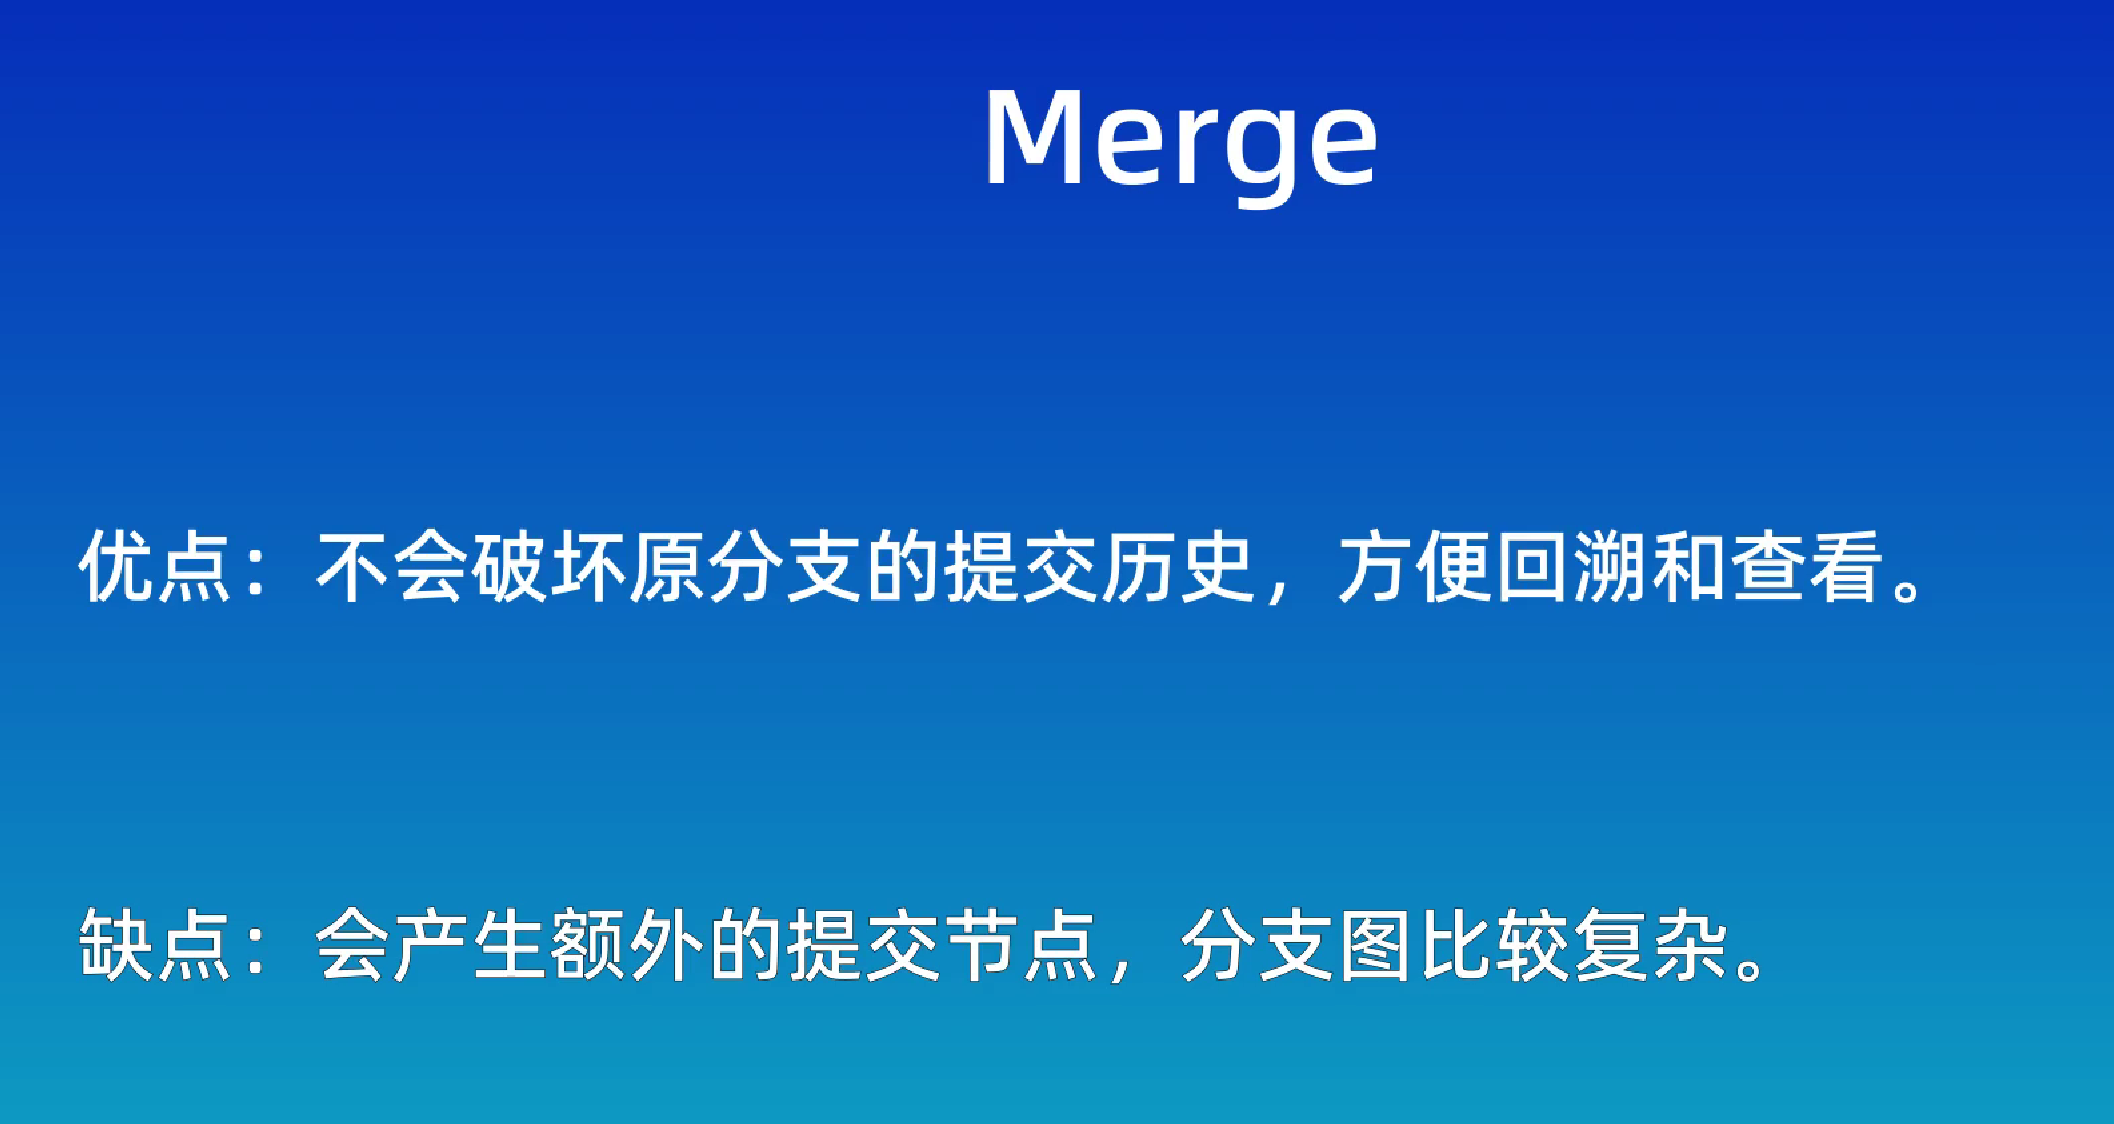 Merge
优点：不会破坏原分支的提交历史，方便回溯和查看。
缺点：会产生额外的提交节点，分支图比较复杂。